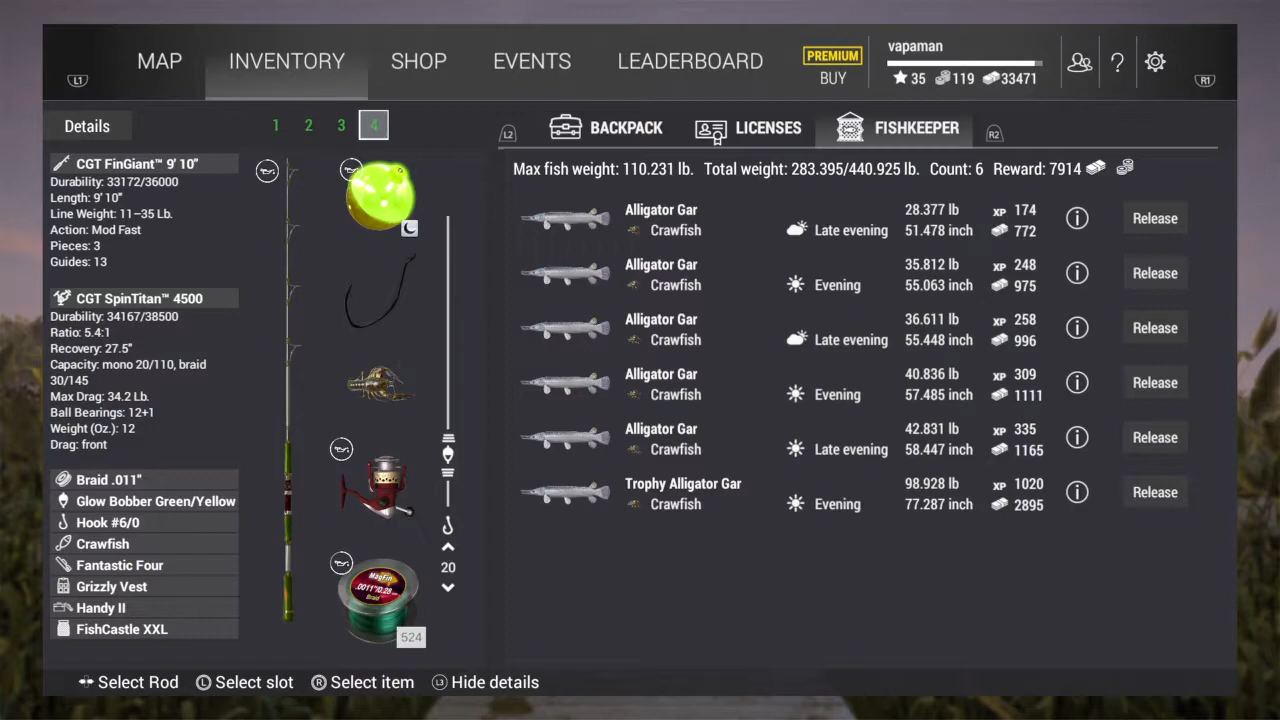 MAP INVENTORY SHOP EVENTS LEADERBOARD
PREMIUM
BUY
vapaman
35 119 33471
L1
R1
Details
1 2 3 4
CGT FinGiant™ 9' 10"
Durability: 33172/36000
Length: 9' 10"
Line Weight: 11–35 Lb.
Action: Mod Fast
Pieces: 3
Guides: 13
CGT SpinTitan™ 4500
Durability: 34167/38500
Ratio: 5.4:1
Recovery: 27.5"
Capacity: mono 20/110, braid
30/145
Max Drag: 34.2 Lb.
Ball Bearings: 12+1
Weight (Oz.): 12
Drag: front
Braid .011"
Glow Bobber Green/Yellow
Hook #6/0
Crawfish
Fantastic Four
Grizzly Vest
Handy II
FishCastle XXL
MagFin
.0011"/0.28
Braid
524
20
L2 BACKPACK LICENSES FISHKEEPER R2
Max fish weight: 110.231 lb. Total weight: 283.395/440.925 lb. Count: 6 Reward: 7914
Alligator Gar 28.377 lb XP 174
Crawfish Late evening 51.478 inch 772 Release
Alligator Gar 35.812 lb XP 248
Crawfish Evening 55.063 inch 975 Release
Alligator Gar 36.611 lb XP 258
Crawfish Late evening 55.448 inch 996 Release
Alligator Gar 40.836 lb XP 309
Crawfish Evening 57.485 inch 1111 Release
Alligator Gar 42.831 lb XP 335
Crawfish Late evening 58.447 inch 1165 Release
Trophy Alligator Gar 98.928 lb XP 1020
Crawfish Evening 77.287 inch 2895 Release
Select Rod L Select slot R Select item L3 Hide details